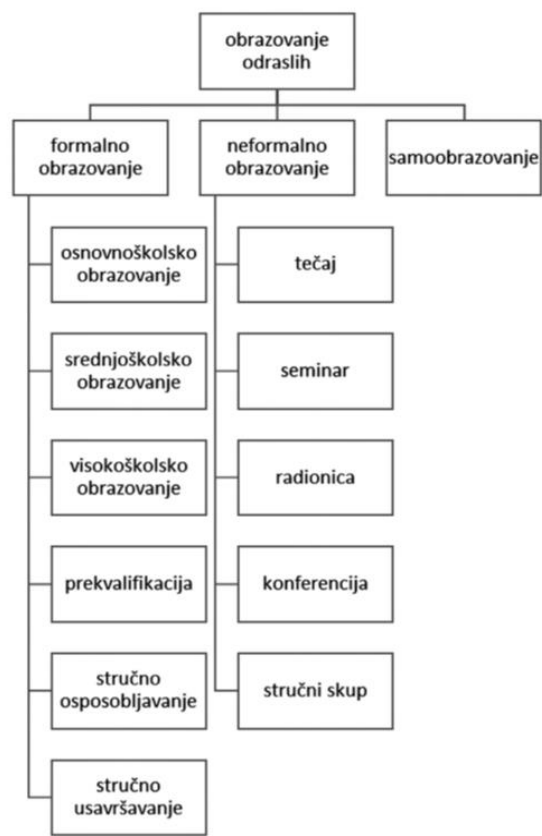 obrazovanje
odraslih
formalno
obrazovanje
neformalno
obrazovanje
samoobrazovanje
osnovnoškolsko
obrazovanje
srednjoškolsko
obrazovanje
visokoškolsko
obrazovanje
prekvalifikacija
stručno
osposobljavanje
stručno
usavršavanje
tečaj
seminar
radionica
konferencija
stručni skup